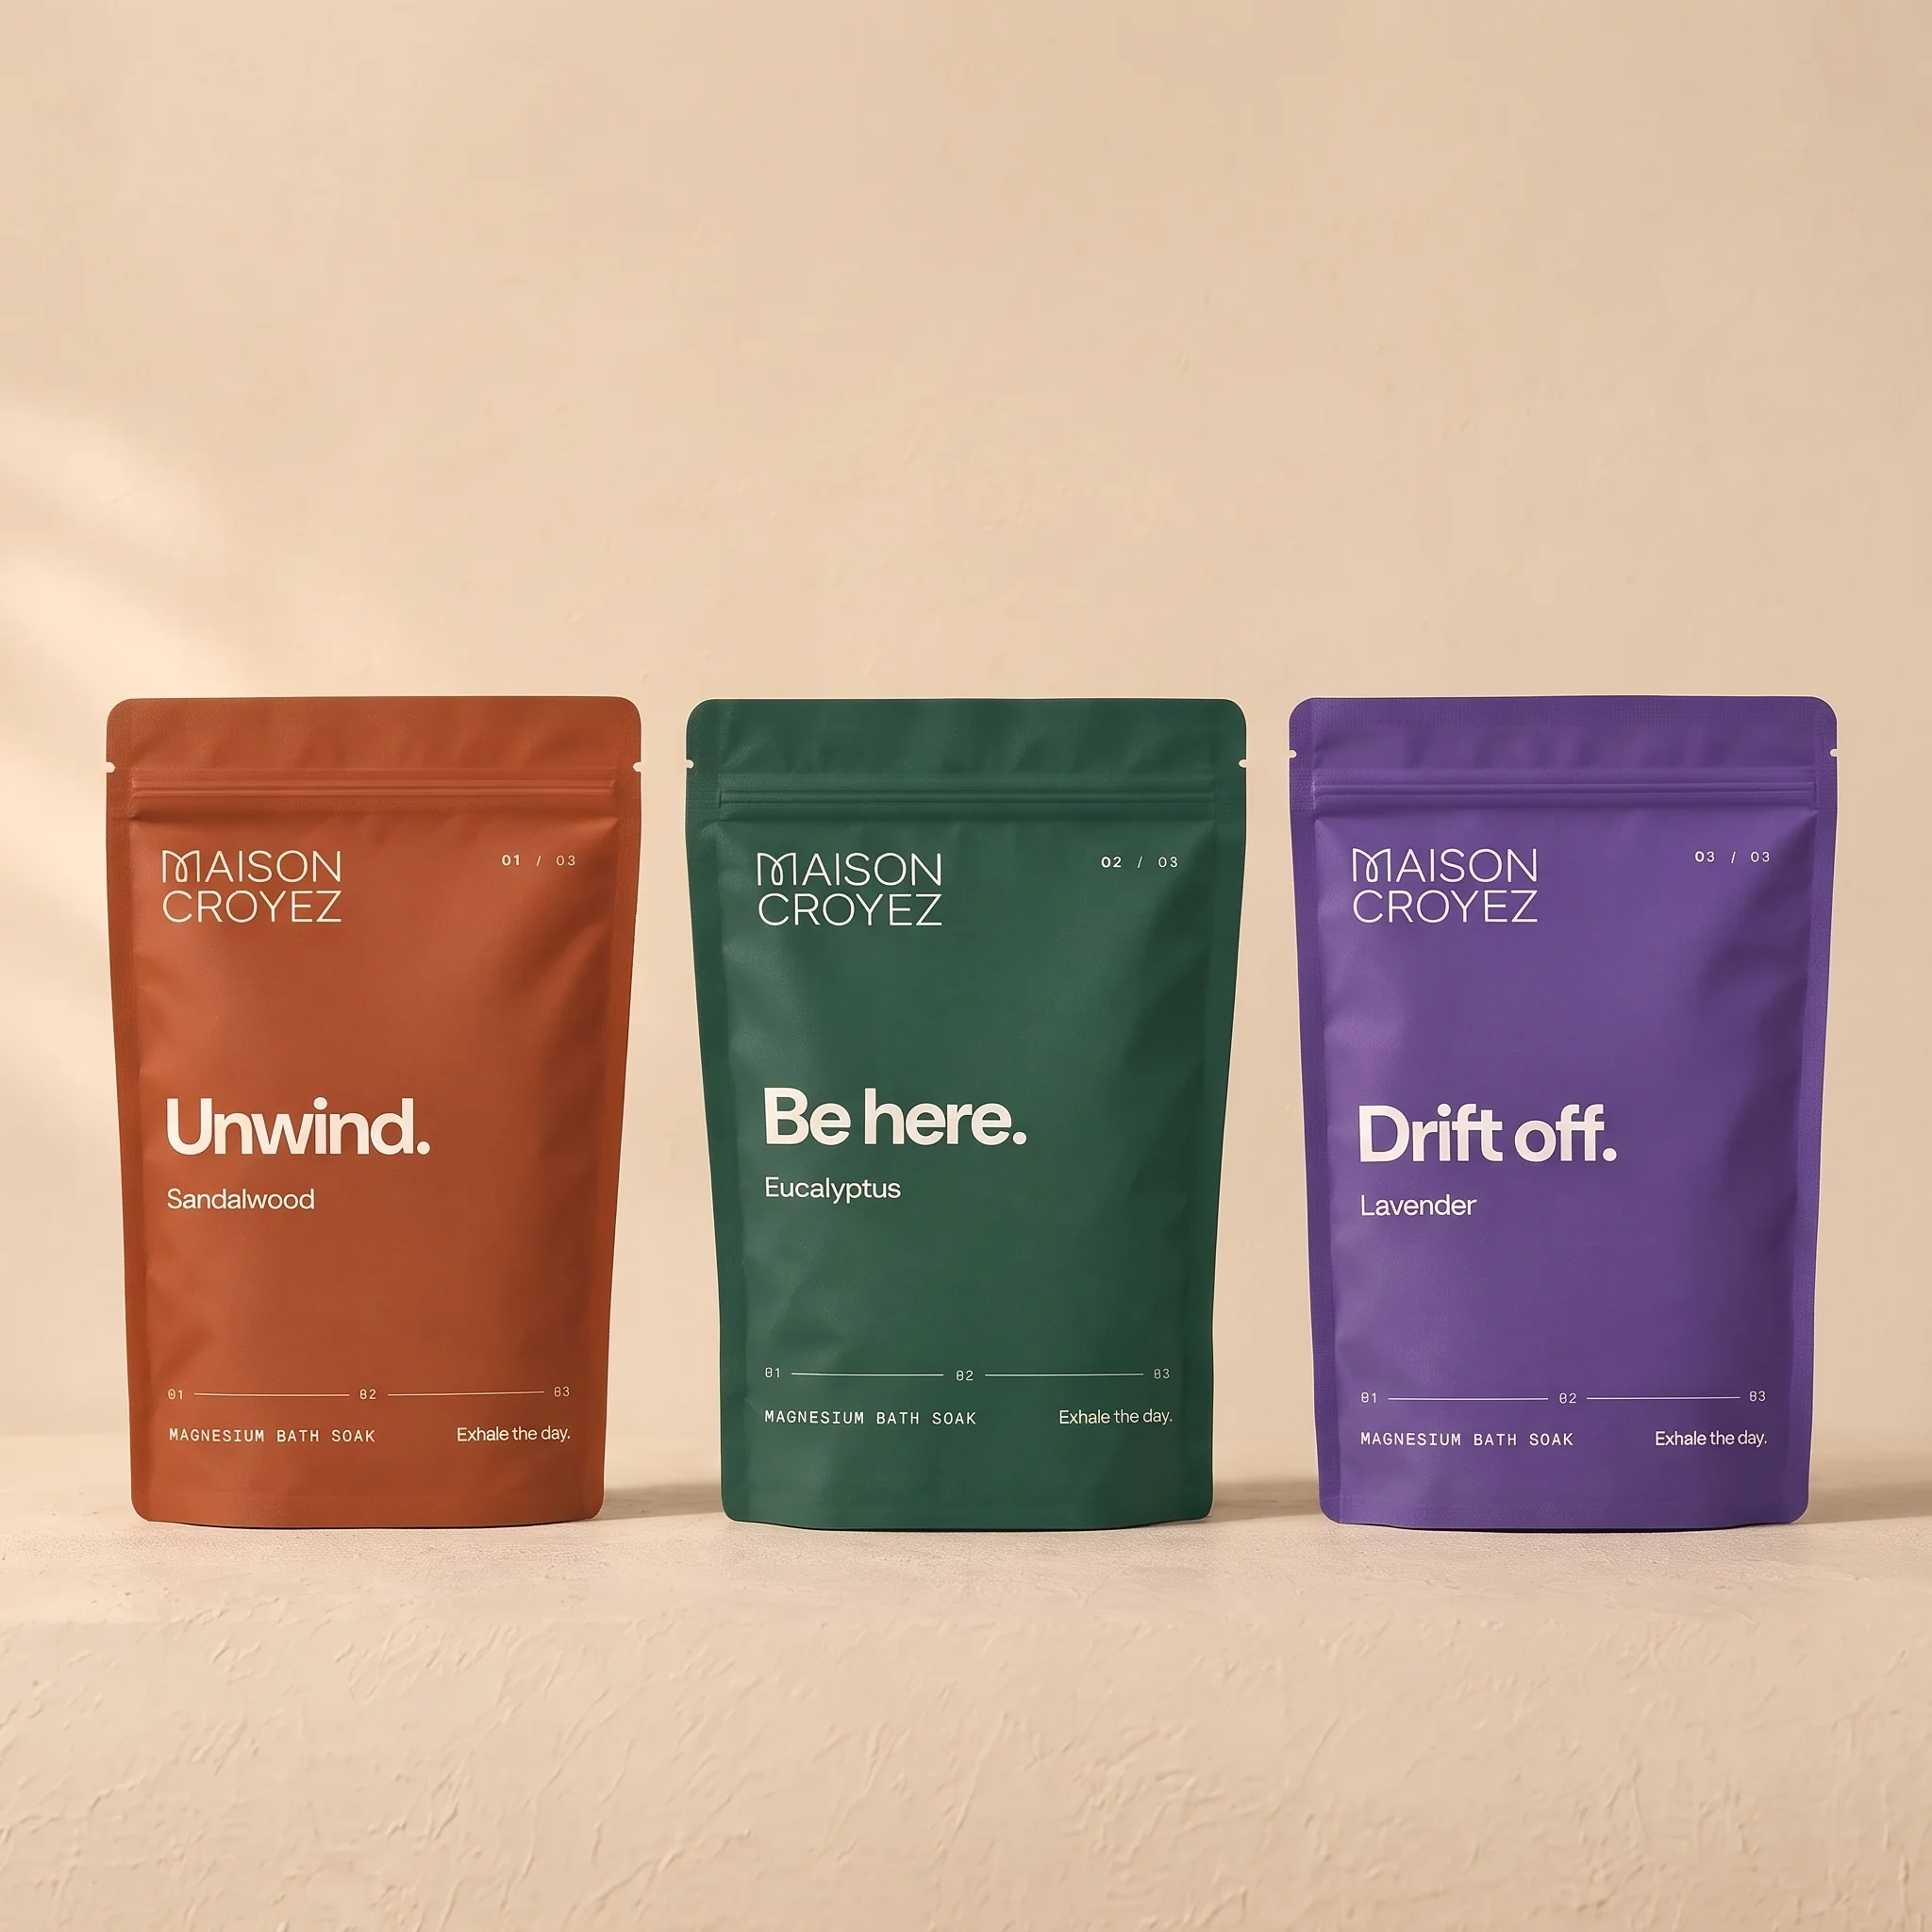 MAISON
CROYEZ
01 / 03
Unwind.
Sandalwood
01 02 03
MAGNESIUM BATH SOAK Exhale the day.
MAISON
CROYEZ
02 / 03
Be here.
Eucalyptus
01 02 03
MAGNESIUM BATH SOAK Exhale the day.
MAISON
CROYEZ
03 / 03
Drift off.
Lavender
01 02 03
MAGNESIUM BATH SOAK Exhale the day.